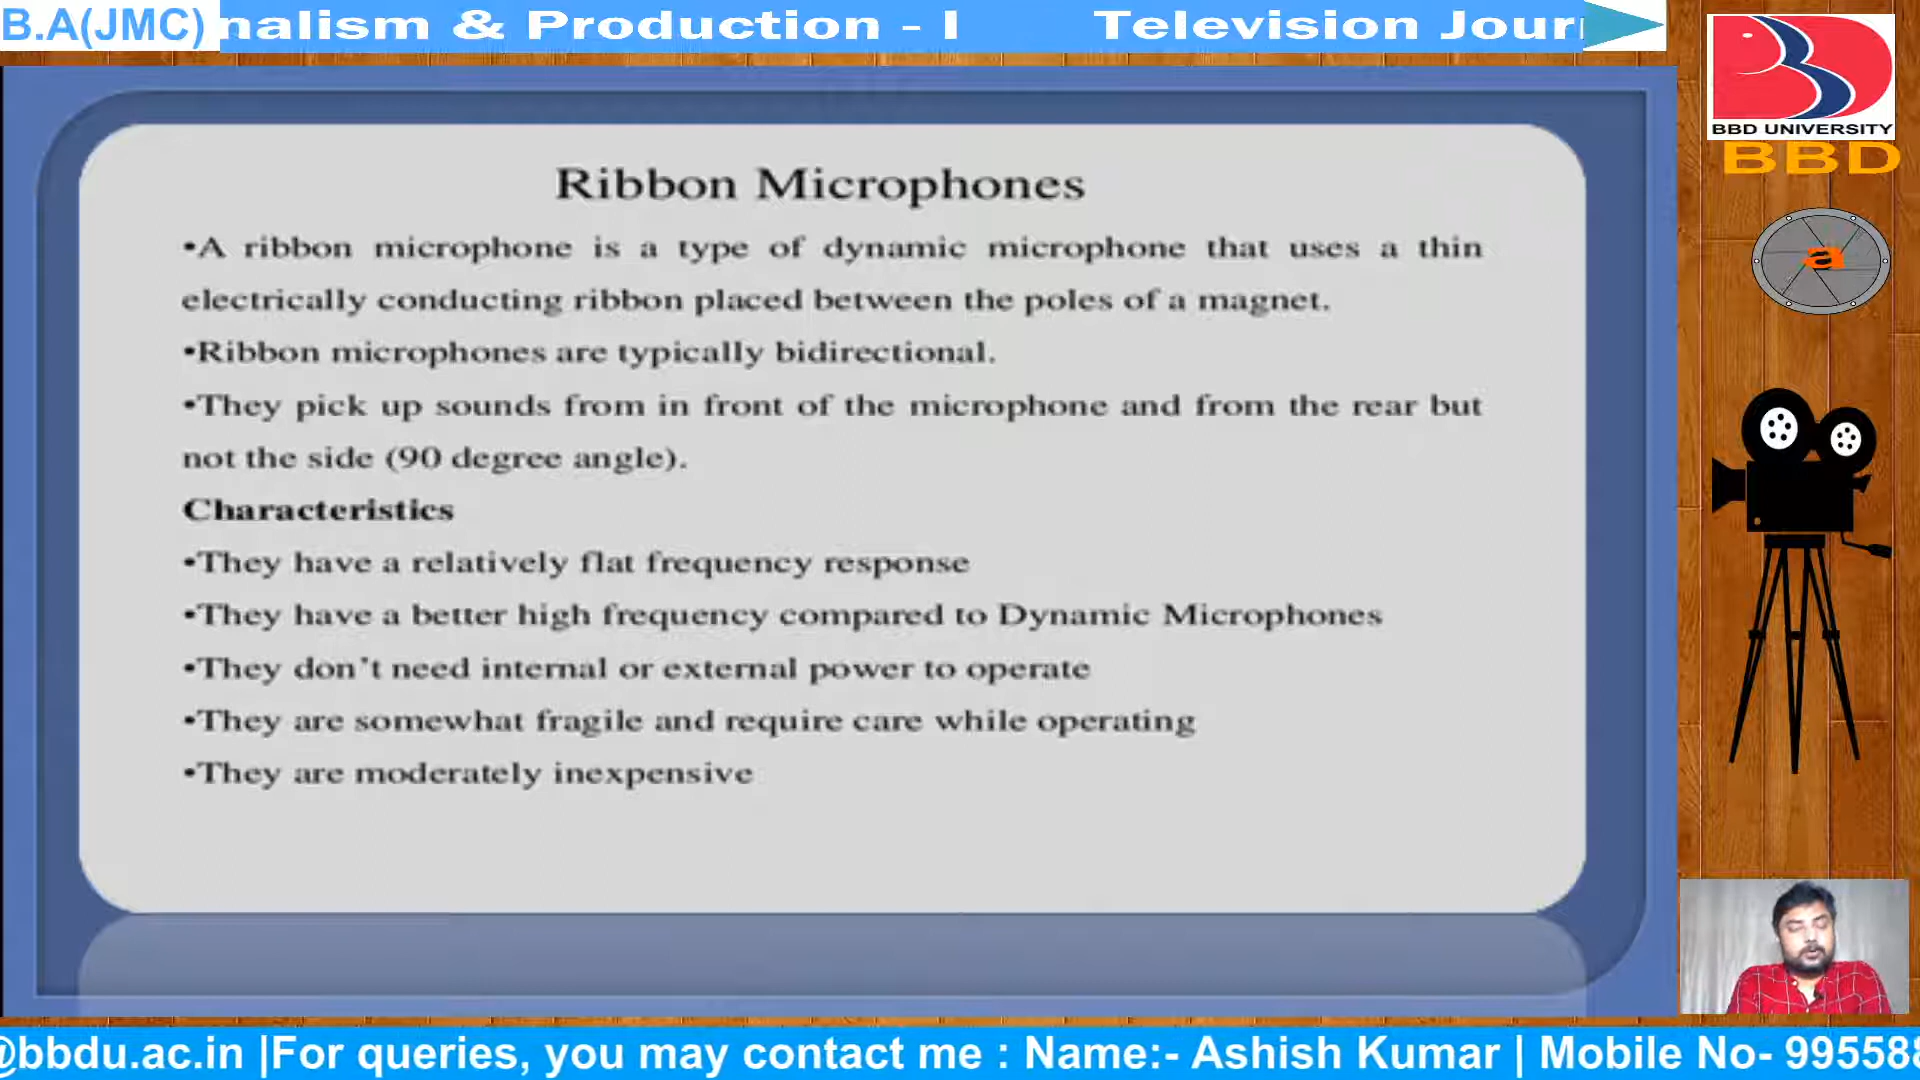 B.A(JMC) nalism & Production - I Television Jour
BBD UNIVERSITY
BBD
a
Ribbon Microphones
•A ribbon microphone is a type of dynamic microphone that uses a thin
electrically conducting ribbon placed between the poles of a magnet.
•Ribbon microphones are typically bidirectional.
•They pick up sounds from in front of the microphone and from the rear but
not the side (90 degree angle).
Characteristics
•They have a relatively flat frequency response
•They have a better high frequency compared to Dynamic Microphones
•They don't need internal or external power to operate
•They are somewhat fragile and require care while operating
•They are moderately inexpensive
@bbdu.ac.in |For queries, you may contact me : Name:- Ashish Kumar | Mobile No- 995588